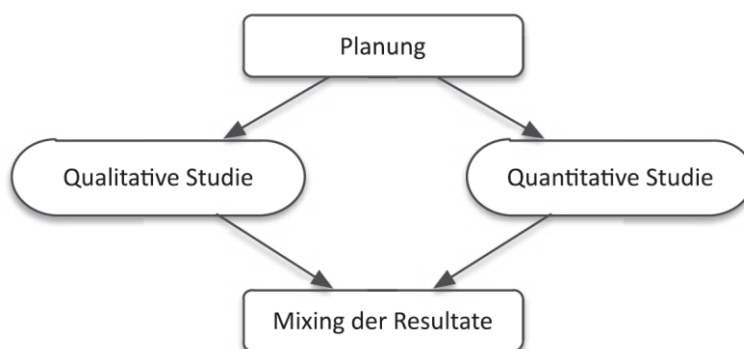 Planung
Qualitative Studie
Quantitative Studie
Mixing der Resultate